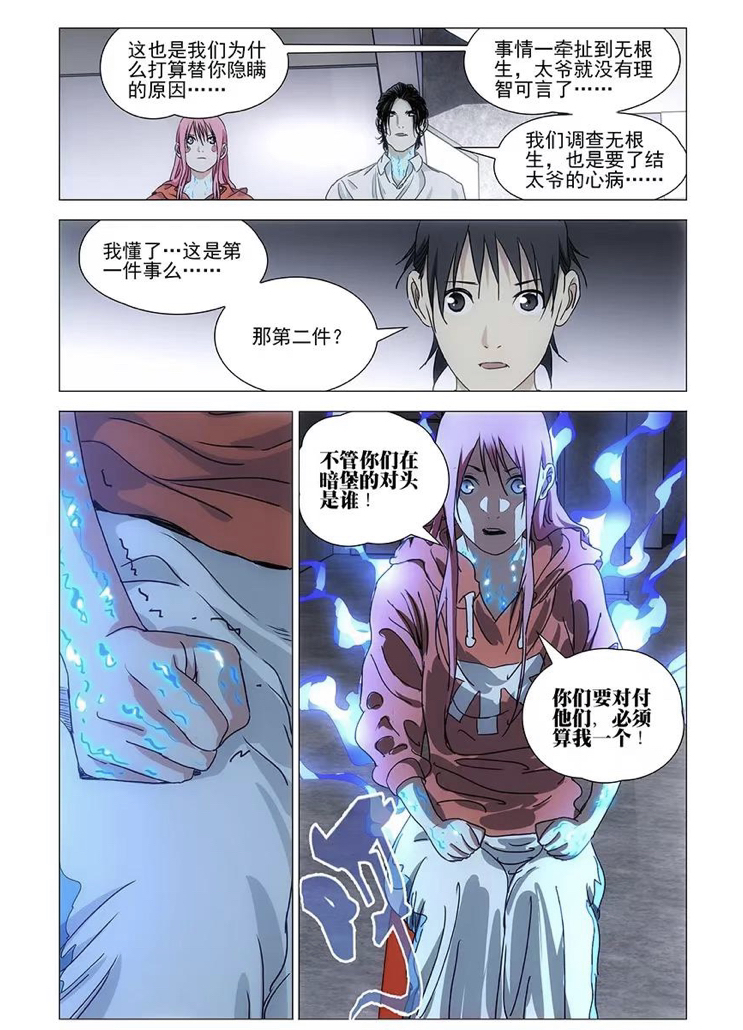 这也是我们为什
么打算替你隐瞒
的原因……
事情一牵扯到无根
生，太爷就没有理
智可言了……
我们调查无根
生，也是要了结
太爷的心病……
我懂了…这是第
一件事么……
那第二件？
不管你们在
暗堡的对头
是谁！
你们要对付
他们，必须
算我一个！